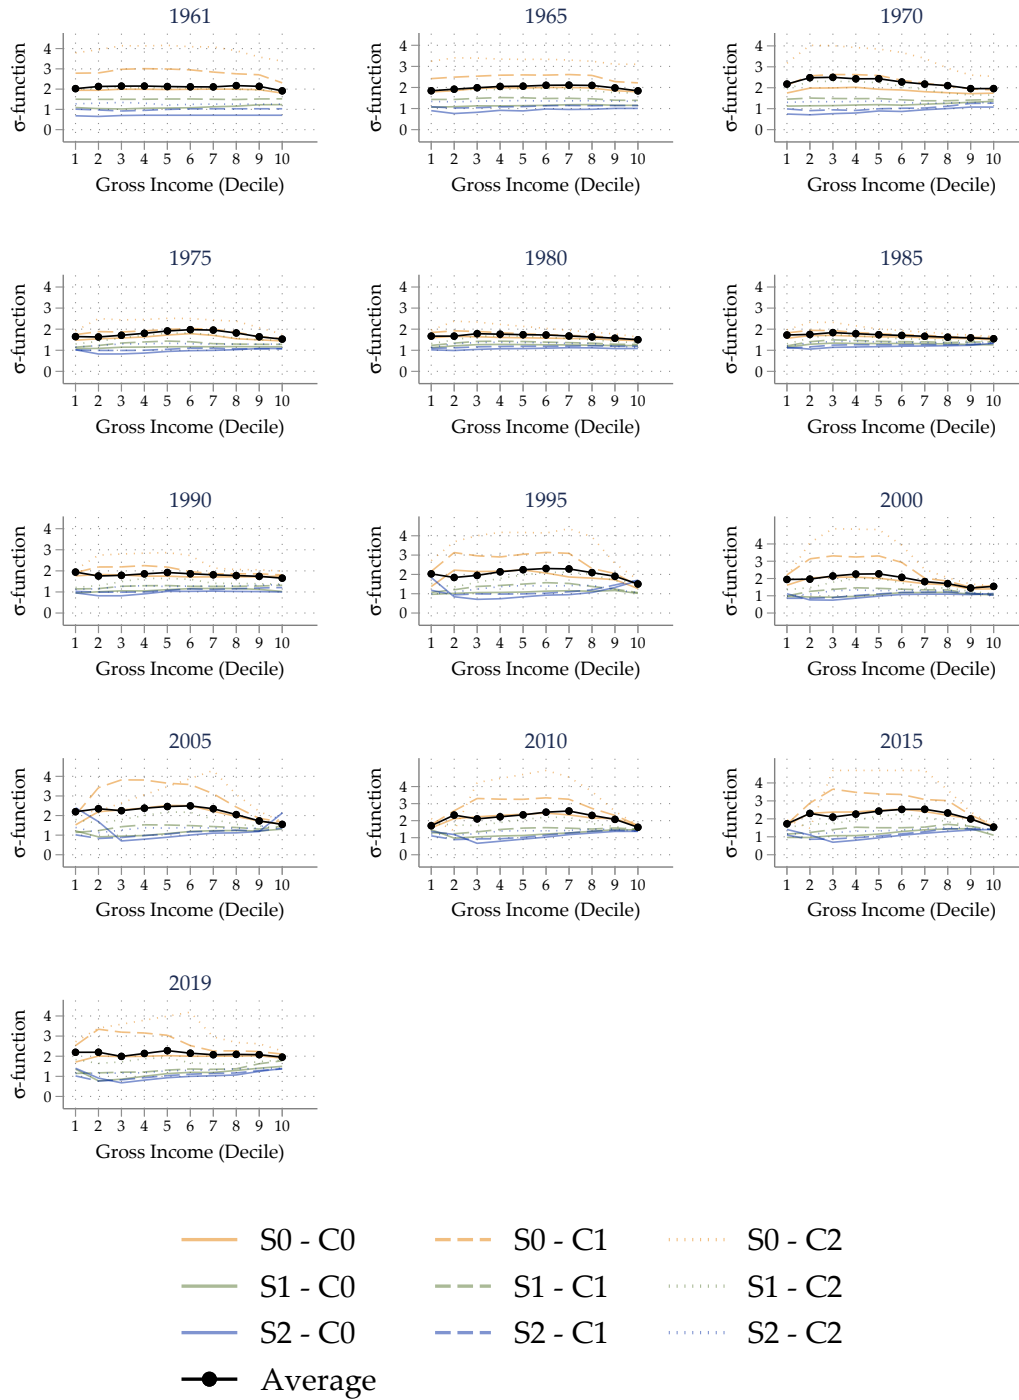 1961 1965 1970
σ-function σ-function σ-function
4 4 4
3 3 3
2 2 2
1 1 1
0 0 0
1 2 3 4 5 6 7 8 9 10 1 2 3 4 5 6 7 8 9 10 1 2 3 4 5 6 7 8 9 10
Gross Income (Decile) Gross Income (Decile) Gross Income (Decile)
1975 1980 1985
σ-function σ-function σ-function
4 4 4
3 3 3
2 2 2
1 1 1
0 0 0
1 2 3 4 5 6 7 8 9 10 1 2 3 4 5 6 7 8 9 10 1 2 3 4 5 6 7 8 9 10
Gross Income (Decile) Gross Income (Decile) Gross Income (Decile)
1990 1995 2000
σ-function σ-function σ-function
4 4 4
3 3 3
2 2 2
1 1 1
0 0 0
1 2 3 4 5 6 7 8 9 10 1 2 3 4 5 6 7 8 9 10 1 2 3 4 5 6 7 8 9 10
Gross Income (Decile) Gross Income (Decile) Gross Income (Decile)
2005 2010 2015
σ-function σ-function σ-function
4 4 4
3 3 3
2 2 2
1 1 1
0 0 0
1 2 3 4 5 6 7 8 9 10 1 2 3 4 5 6 7 8 9 10 1 2 3 4 5 6 7 8 9 10
Gross Income (Decile) Gross Income (Decile) Gross Income (Decile)
2019
σ-function
4
3
2
1
0
1 2 3 4 5 6 7 8 9 10
Gross Income (Decile)
S0 - C0 S0 - C1 S0 - C2
S1 - C0 S1 - C1 S1 - C2
S2 - C0 S2 - C1 S2 - C2
Average